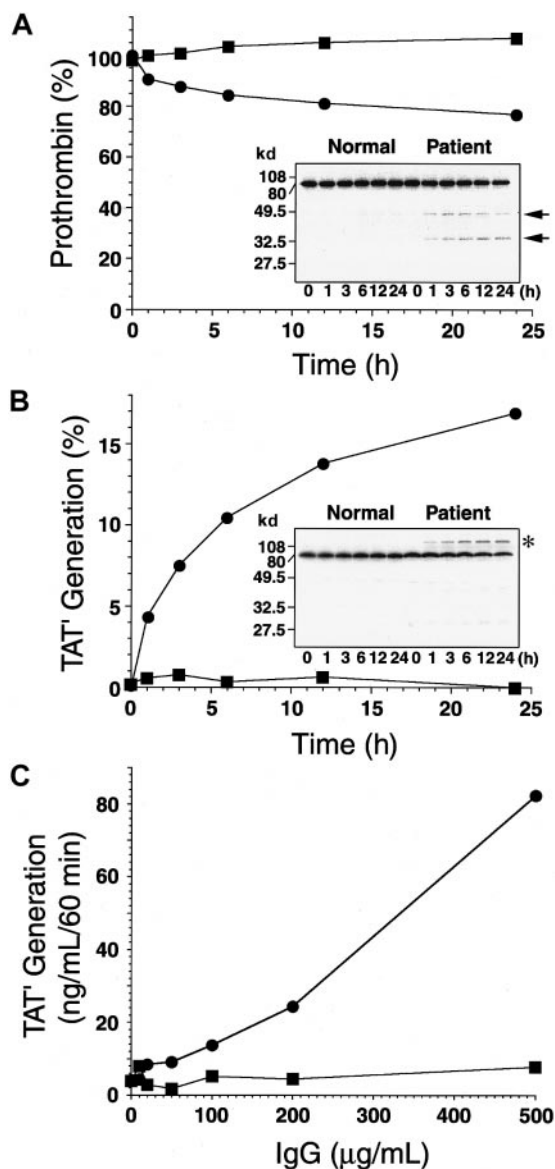 A
Prothrombin (%)
100
80
60
40
20
0
0 5 10 15 20 25
Time (h)
Normal Patient
kd
108
80
49.5
32.5
27.5
0 1 3 6 12 24 0 1 3 6 12 24 (h)
B
TAT' Generation (%)
15
10
5
0
0 5 10 15 20 25
Time (h)
Normal Patient
kd
108
80
49.5
32.5
27.5
*
0 1 3 6 12 24 0 1 3 6 12 24 (h)
C
TAT' Generation
(ng/mL/60 min)
80
60
40
20
0
0 100 200 300 400 500
IgG (μg/mL)